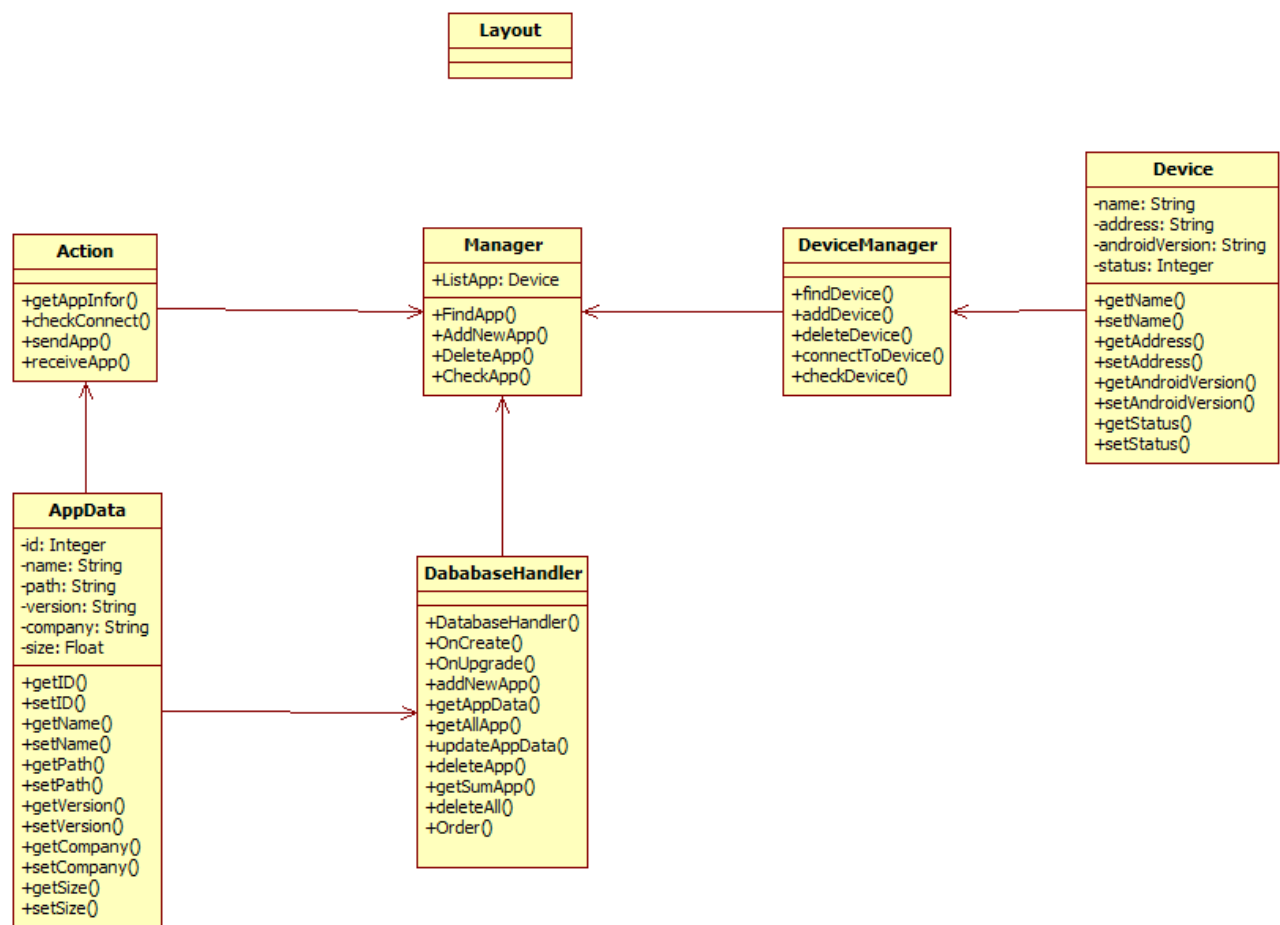 Layout
Action
+getAppInfor()
+checkConnect()
+sendApp()
+receiveApp()
Manager
+ListApp: Device
+FindApp()
+AddNewApp()
+DeleteApp()
+CheckApp()
DeviceManager
+findDevice()
+addDevice()
+deleteDevice()
+connectToDevice()
+checkDevice()
Device
-name: String
-address: String
-androidVersion: String
-status: Integer
+getName()
+setName()
+getAddress()
+setAddress()
+getAndroidVersion()
+setAndroidVersion()
+getStatus()
+setStatus()
AppData
-id: Integer
-name: String
-path: String
-version: String
-company: String
-size: Float
+getID()
+setID()
+getName()
+setName()
+getPath()
+setPath()
+getVersion()
+setVersion()
+getCompany()
+setCompany()
+getSize()
+setSize()
DababaseHandler
+DatabaseHandler()
+OnCreate()
+OnUpgrade()
+addNewApp()
+getAppData()
+getAllApp()
+updateAppData()
+deleteApp()
+getSumApp()
+deleteAll()
+Order()